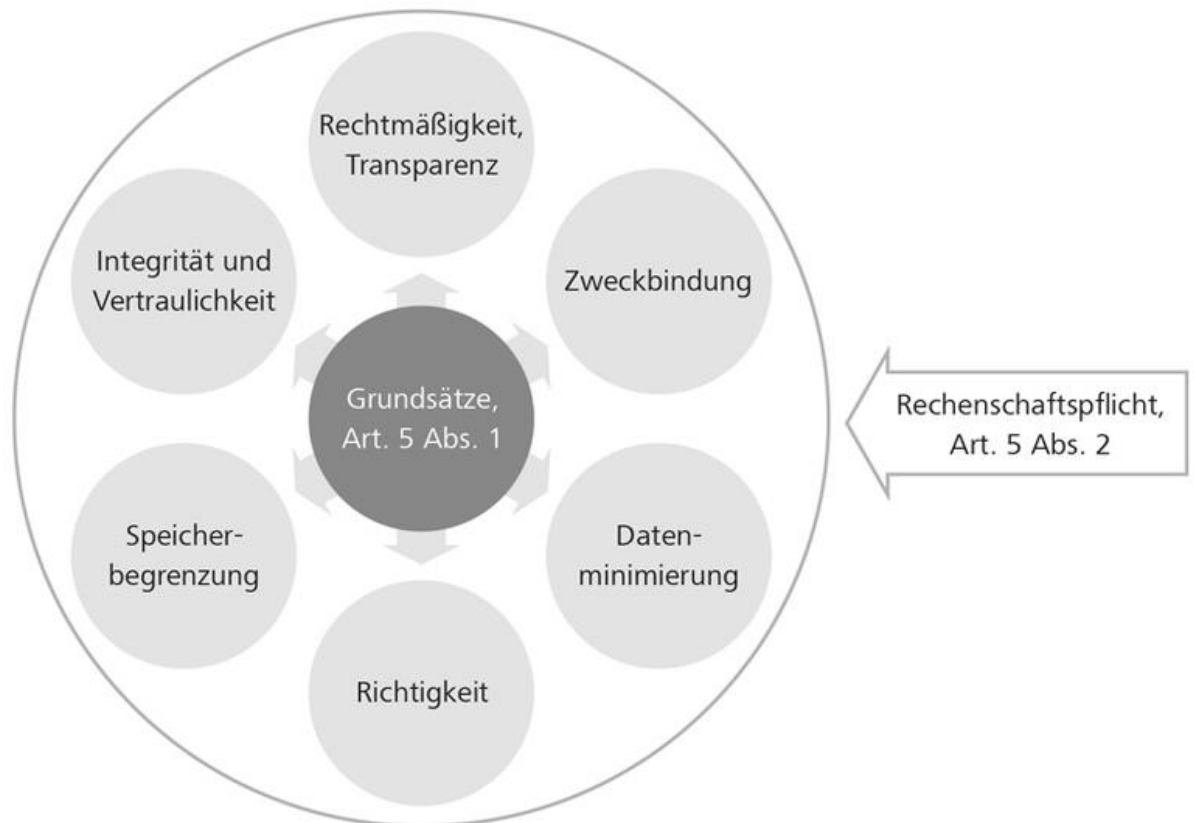 Rechtmäßigkeit,
Transparenz
Integrität und
Vertraulichkeit
Zweckbindung
Grundsätze,
Art. 5 Abs. 1
Rechenschaftspflicht,
Art. 5 Abs. 2
Speicher-
begrenzung
Daten-
minimierung
Richtigkeit